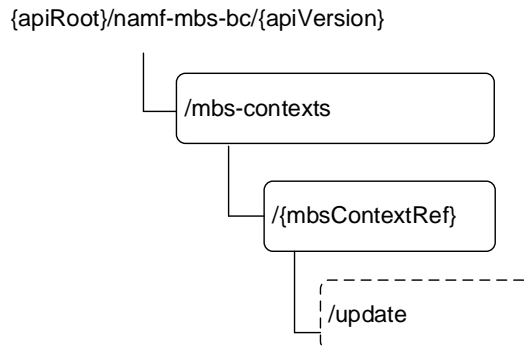 {apiRoot}/namf-mbs-bc/{apiVersion}
/mbs-contexts
/{mbsContextRef}
/update